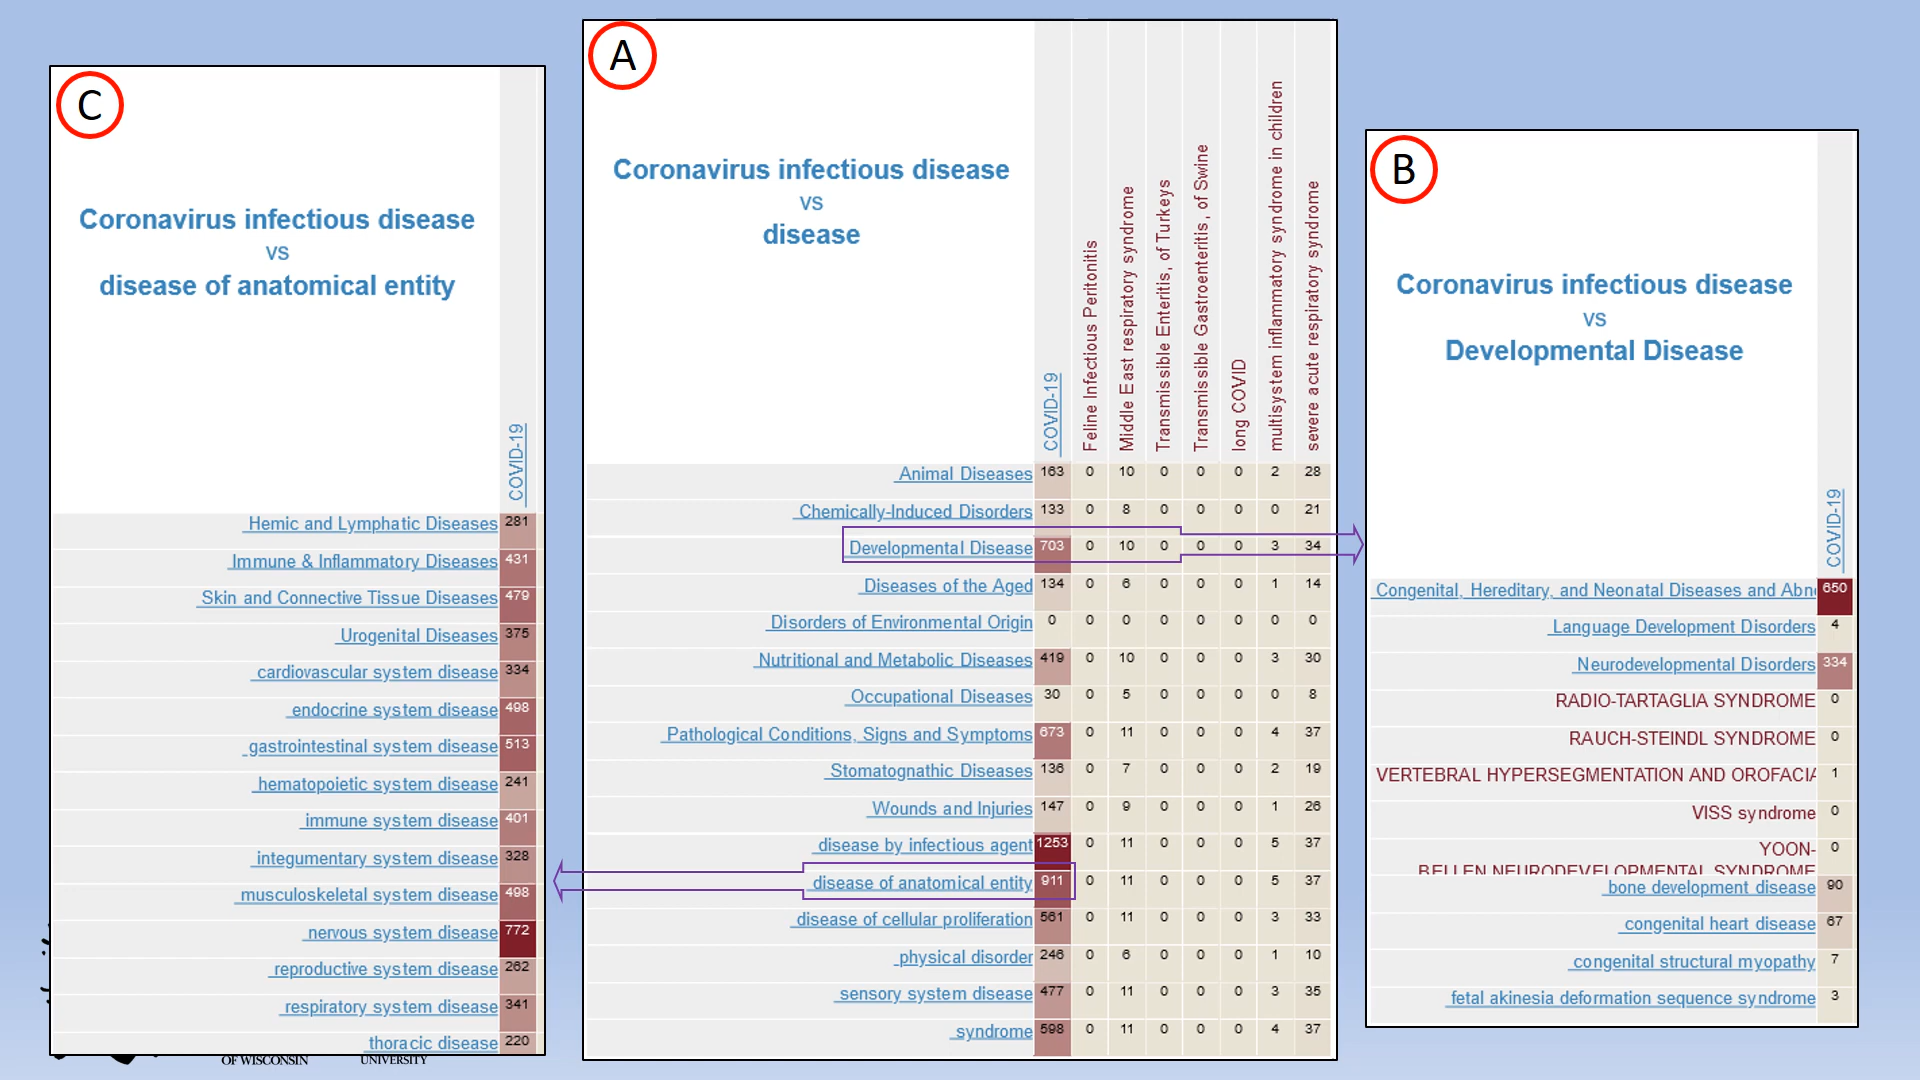 C
Coronavirus infectious disease
vs
disease of anatomical entity
COVID-19
Hemic and Lymphatic Diseases 281
Immune & Inflammatory Diseases 431
Skin and Connective Tissue Diseases 479
Urogenital Diseases 375
cardiovascular system disease 334
endocrine system disease 498
gastrointestinal system disease 513
hematopoietic system disease 241
immune system disease 401
integumentary system disease 328
musculoskeletal system disease 498
nervous system disease 772
reproductive system disease 262
respiratory system disease 341
thoracic disease 220
OF WISCONSIN UNIVERSITY
A
Coronavirus infectious disease
vs
disease
COVID-19
Feline Infectious Peritonitis
Middle East respiratory syndrome
Transmissible Enteritis, of Turkeys
Transmissible Gastroenteritis, of Swine
long COVID
multisystem inflammatory syndrome in children
severe acute respiratory syndrome
Animal Diseases 163 0 10 0 0 0 2 28
Chemically-Induced Disorders 133 0 8 0 0 0 0 21
Developmental Disease 703 0 10 0 0 0 3 34
Diseases of the Aged 134 0 6 0 0 0 1 14
Disorders of Environmental Origin 0 0 0 0 0 0 0 0
Nutritional and Metabolic Diseases 419 0 10 0 0 0 3 30
Occupational Diseases 30 0 5 0 0 0 0 8
Pathological Conditions, Signs and Symptoms 673 0 11 0 0 0 4 37
Stomatognathic Diseases 136 0 7 0 0 0 2 19
Wounds and Injuries 147 0 9 0 0 0 1 26
disease by infectious agent 1253 0 11 0 0 0 5 37
disease of anatomical entity 911 0 11 0 0 0 5 37
disease of cellular proliferation 561 0 11 0 0 0 3 33
physical disorder 246 0 6 0 0 0 1 10
sensory system disease 477 0 11 0 0 0 3 35
syndrome 598 0 11 0 0 0 4 37
B
Coronavirus infectious disease
vs
Developmental Disease
COVID-19
Congenital, Hereditary, and Neonatal Diseases and Abn 650
Language Development Disorders 4
Neurodevelopmental Disorders 334
RADIO-TARTAGLIA SYNDROME 0
RAUCH-STEINDL SYNDROME 0
VERTEBRAL HYPERSEGMENTATION AND OROFACIA 1
VISS syndrome 0
YOON- 0
BELLEN NEURODEVELOPMENTAL SYNDROME
bone development disease 90
congenital heart disease 67
congenital structural myopathy 7
fetal akinesia deformation sequence syndrome 3